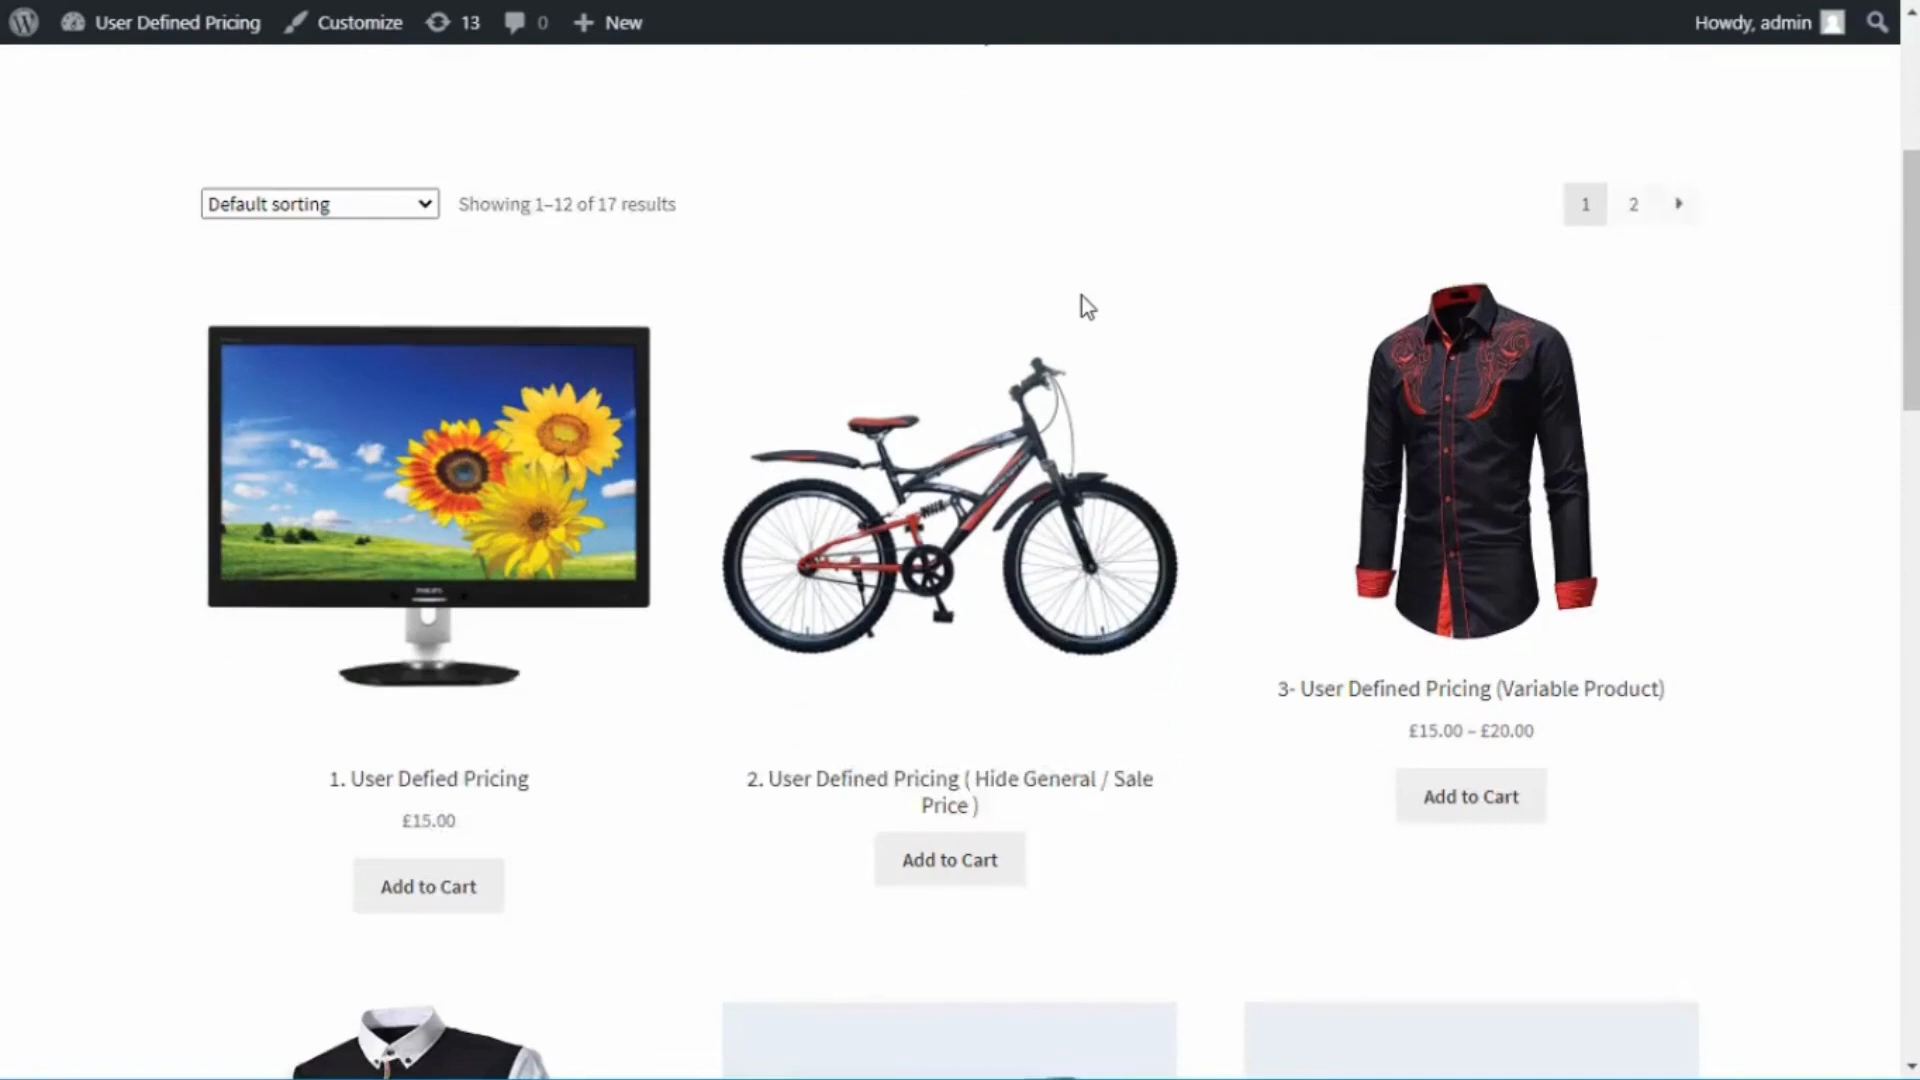 User Defined Pricing Customize 13 0 New Howdy, admin
Default sorting Showing 1–12 of 17 results 1 2
PHILIPS
3- User Defined Pricing (Variable Product)
£15.00 – £20.00
Add to Cart
1. User Defied Pricing
£15.00
Add to Cart
2. User Defined Pricing ( Hide General / Sale
Price )
Add to Cart